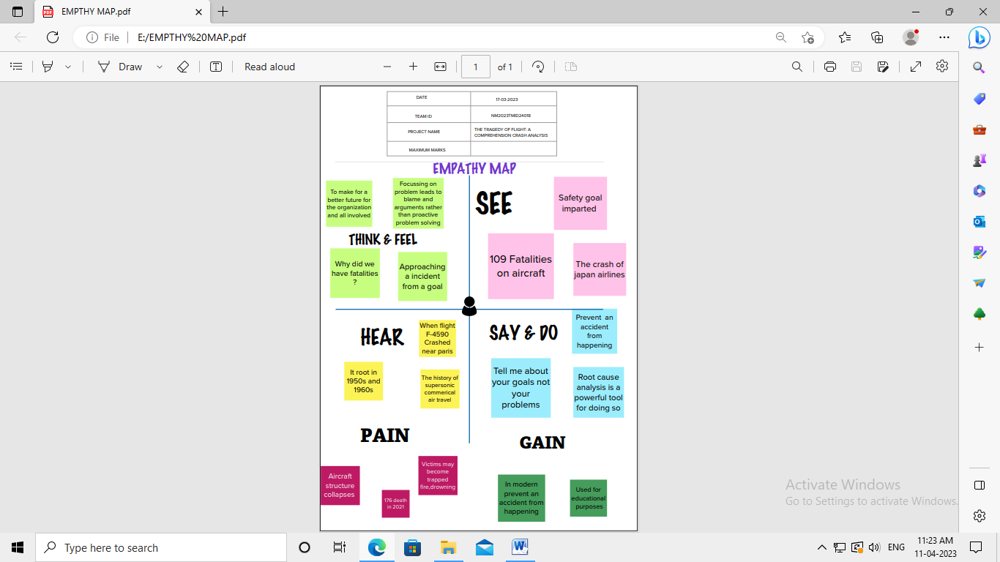 EMPTHY MAP.pdf
File
E:/EMPTHY%20MAP.pdf
Draw
Read aloud
1
of 1
DATE
17-03-2023
TEAM ID
NM2023TMID24018
PROJECT NAME
THE TRAGEDY OF FLIGHT: A
COMPREHENSION CRASH ANALYSIS
MAXIMUM MARKS
EMPATHY MAP
To make for a
better future for
the organization
and all involved
Focussing on
problem leads to
blame and
arguments rather
than proactive
problem solving
THINK & FEEL
Why did we
have fatalities
?
Approaching
a incident
from a goal
SEE
Safety goal
imparted
109 Fatalities
on aircraft
The crash of
japan airlines
HEAR
When flight
F-4590
Crashed
near paris
It root in
1950s and
1960s
The history of
supersonic
commerical
air travel
SAY & DO
Prevent an
accident
from
happening
Tell me about
your goals not
your
problems
Root cause
analysis is a
powerful tool
for doing so
PAIN
Aircraft
structure
collapses
176 death
in 2021
Victims may
become
trapped
fire,drowning
GAIN
In modern
prevent an
accident from
happening
Used for
educational
purposes
Activate Windows
Go to Settings to activate Windows.
Type here to search
ENG
11:23 AM
11-04-2023